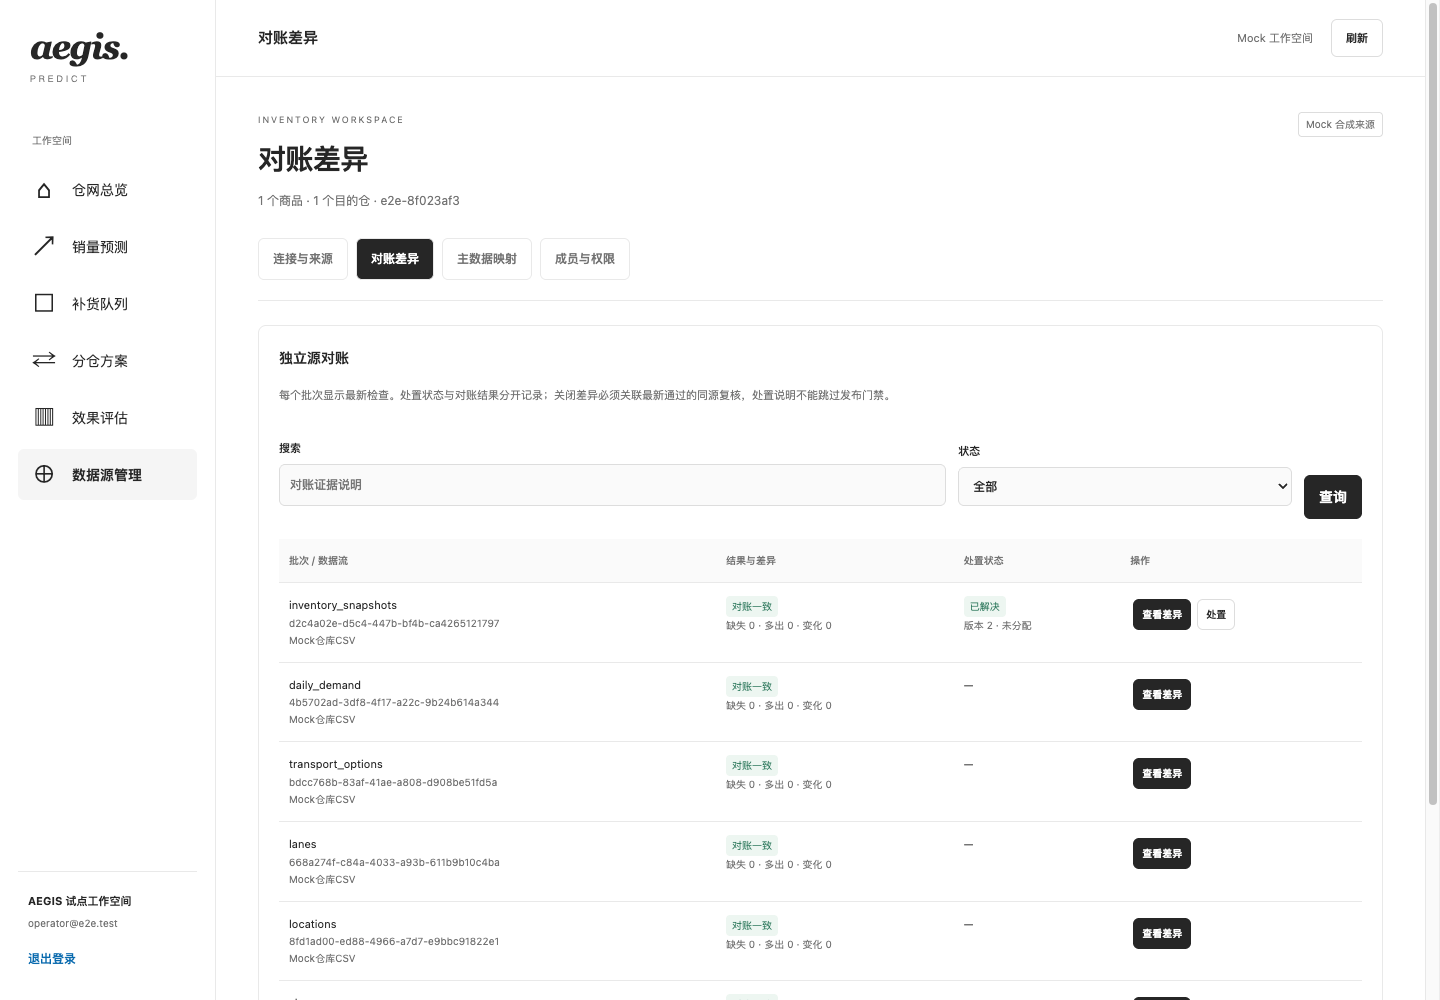 aegis.
PREDICT
工作空间
仓网总览
销量预测
补货队列
分仓方案
效果评估
数据源管理
AEGIS 试点工作空间
operator@e2e.test
退出登录
对账差异
Mock 工作空间
刷新
INVENTORY WORKSPACE
Mock 合成来源
对账差异
1 个商品 · 1 个目的仓 · e2e-8f023af3
连接与来源
对账差异
主数据映射
成员与权限
独立源对账
每个批次显示最新检查。处置状态与对账结果分开记录；关闭差异必须关联最新通过的同源复核，处置说明不能跳过发布门禁。
搜索
状态
对账证据说明
全部
查询
批次 / 数据流 结果与差异 处置状态 操作
inventory_snapshots 对账一致 已解决 查看差异 处置
d2c4a02e-d5c4-447b-bf4b-ca4265121797 缺失 0 · 多出 0 · 变化 0 版本 2 · 未分配
Mock仓库CSV
daily_demand 对账一致 — 查看差异
4b5702ad-3df8-4f17-a22c-9b24b614a344 缺失 0 · 多出 0 · 变化 0
Mock仓库CSV
transport_options 对账一致 — 查看差异
bdcc768b-83af-41ae-a808-d908be51fd5a 缺失 0 · 多出 0 · 变化 0
Mock仓库CSV
lanes 对账一致 — 查看差异
668a274f-c84a-4033-a93b-611b9b10c4ba 缺失 0 · 多出 0 · 变化 0
Mock仓库CSV
locations 对账一致 — 查看差异
8fd1ad00-ed88-4966-a7d7-e9bbc91822e1 缺失 0 · 多出 0 · 变化 0
Mock仓库CSV